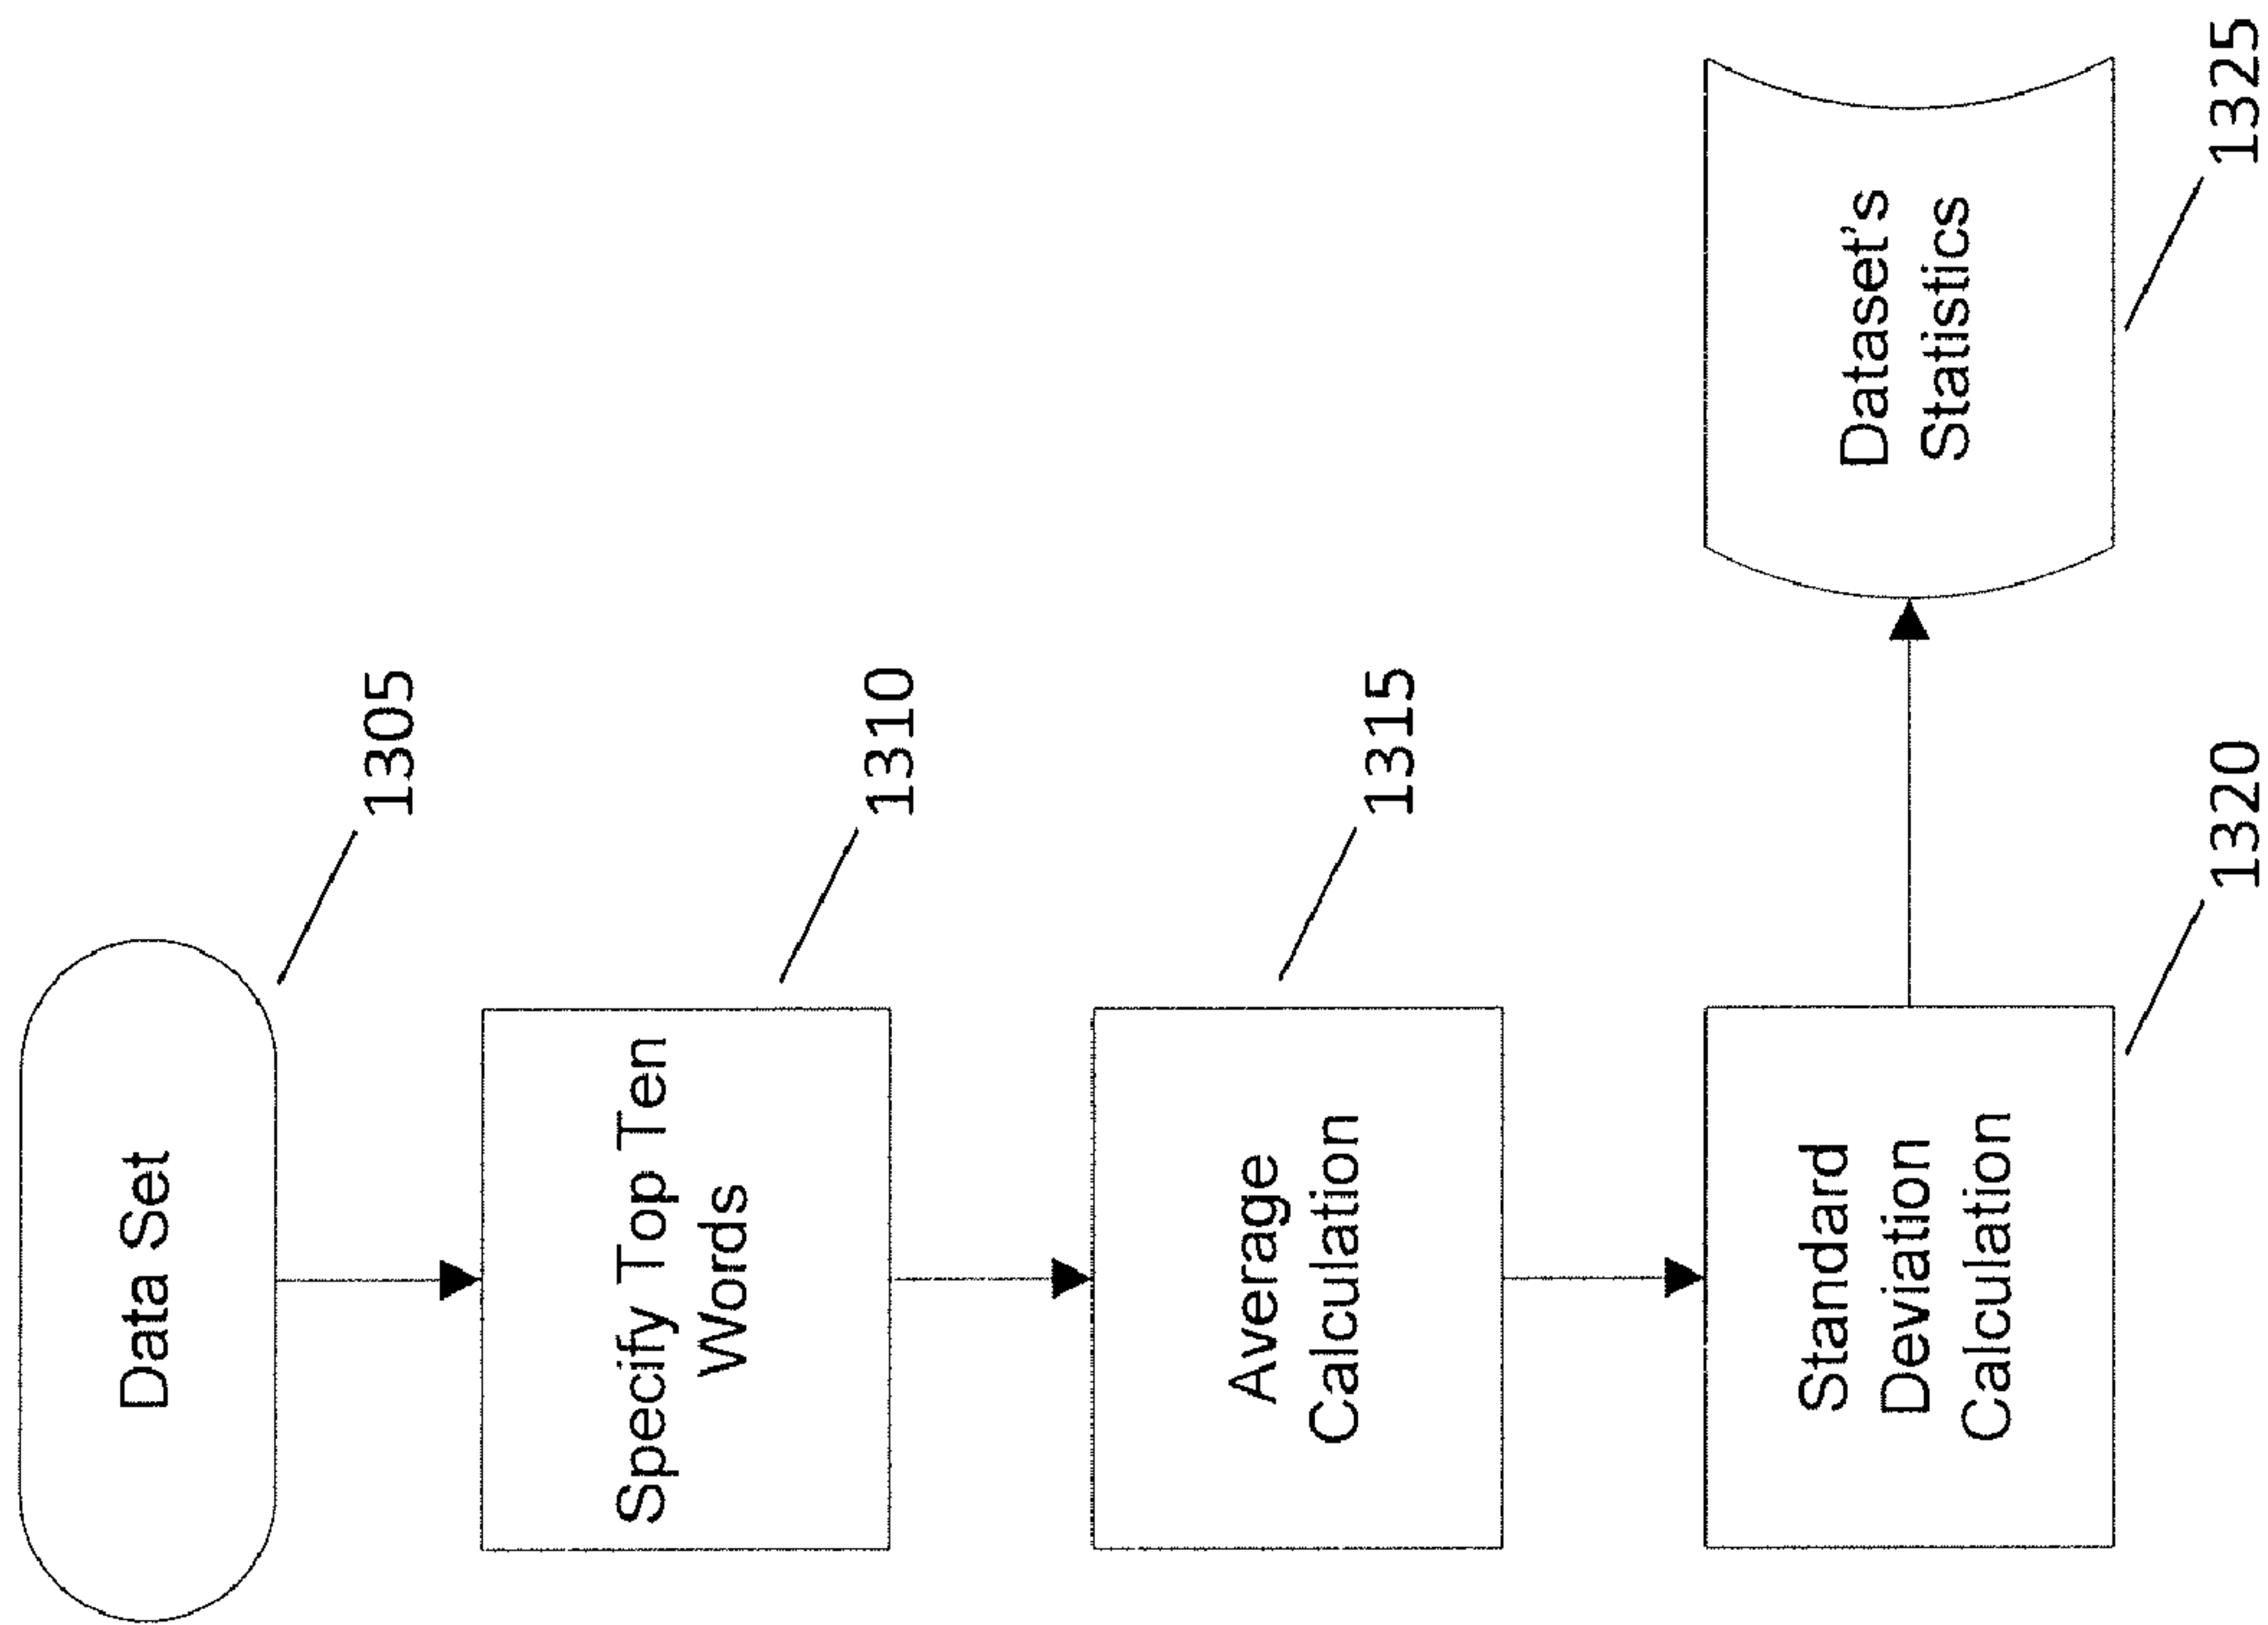 Data Set
1305
Specify Top Ten
Words
1310
Average
Calculation
1315
Standard
Deviation
Calculation
1320
Dataset's
Statistics
1325